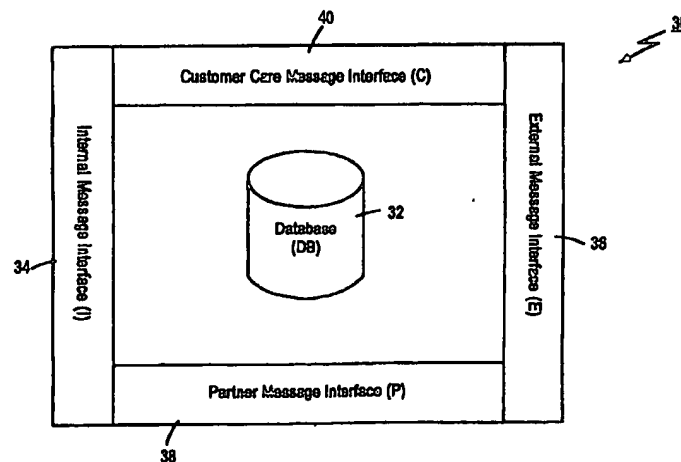 40
Customer Care Message Interface (C)
Internal Message Interface (I)
External Message Interface (E)
Database
(DB)
32
34
Partner Message Interface (P)
38